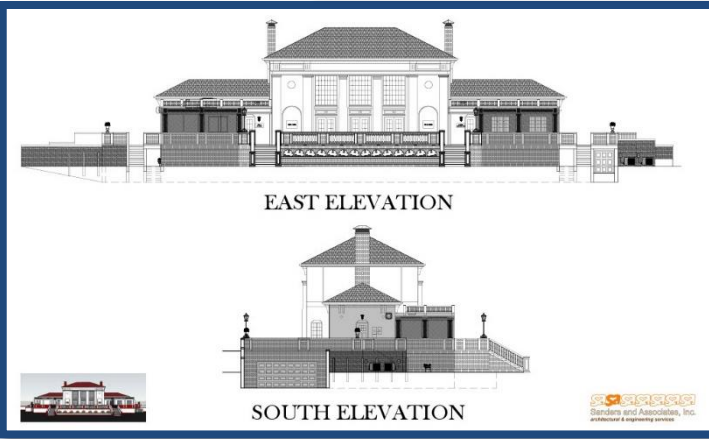 EAST ELEVATION
SOUTH ELEVATION
Sanders and Associates, Inc.
architectural & engineering services